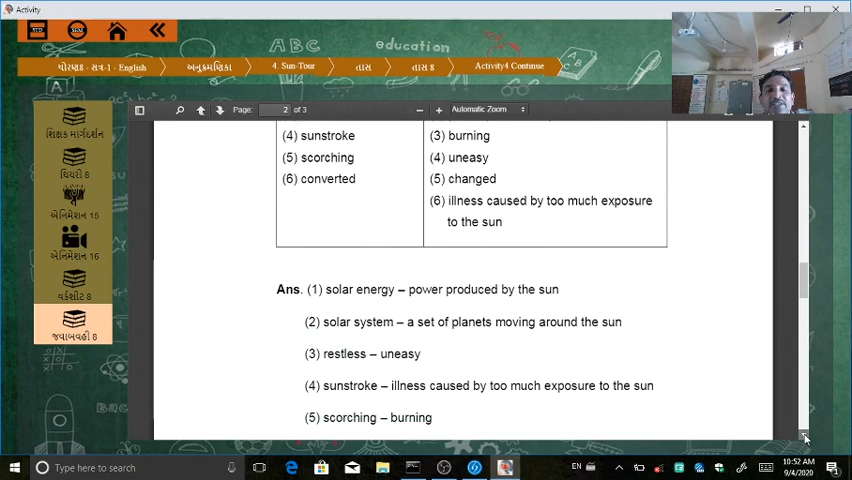 Activity
ABC
education
ધોરણ8 - સત્ર-1 - English
અનુક્રમણિકા
4. Sun-Tour
તાસ
તાસ 8
Activity4 Continue
A
શિક્ષક માર્ગદર્શન
થિયરી 8
એનિમેશન 15
એનિમેશન 16
વર્કશીટ 8
જવાબવહી 8
Page: 2 of 3
Automatic Zoom
(4) sunstroke
(5) scorching
(6) converted
(3) burning
(4) uneasy
(5) changed
(6) illness caused by too much exposure
to the sun
Ans. (1) solar energy – power produced by the sun
(2) solar system – a set of planets moving around the sun
(3) restless – uneasy
(4) sunstroke – illness caused by too much exposure to the sun
(5) scorching – burning
Type here to search
EN
10:52 AM
9/4/2020